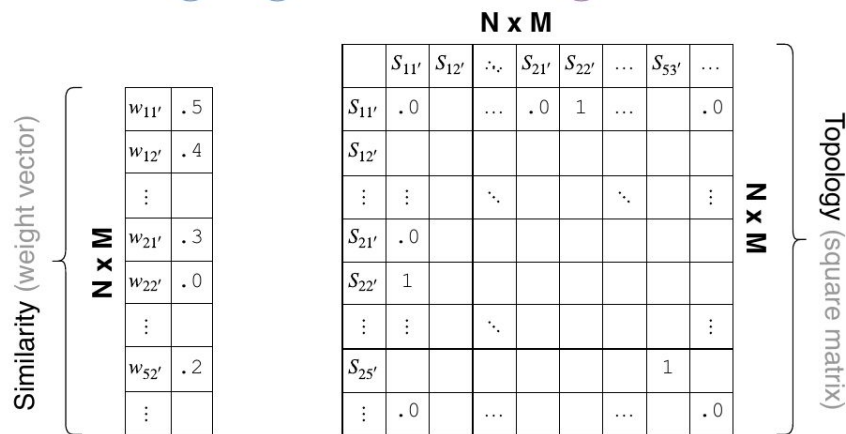 N x M
S11' S12' ⋱ S21' S22' … S53' …
w11' .5
w12' .4
⋮
w21' .3
w22' .0
⋮
w52' .2
⋮
Similarity (weight vector)
N x M
S11' .0 … .0 1 … .0
S12'
⋮ ⋮ ⋱ ⋱ ⋮
S21' .0
S22' 1
⋮ ⋮ ⋱ ⋮
S25' 1
⋮ .0 … … .0
N x M
Topology (square matrix)